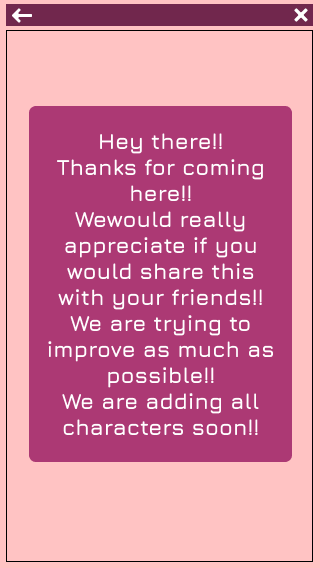 Hey there!!
Thanks for coming
here!!
Wewould really
appreciate if you
would share this
with your friends!!
We are trying to
improve as much as
possible!!
We are adding all
characters soon!!